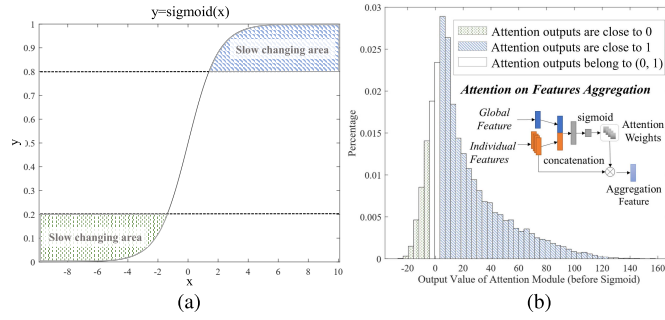 y=sigmoid(x)
1
0.9
0.8
0.7
0.6
0.5
0.4
0.3
0.2
0.1
0
y
Slow changing area
Slow changing area
-8 -6 -4 -2 0 2 4 6 8 10
x
(a)
0.03
0.025
0.02
0.015
0.01
0.005
0
Percentage
Attention outputs are close to 0
Attention outputs are close to 1
Attention outputs belong to (0, 1)
Attention on Features Aggregation
Global
Feature
Individual
Features
sigmoid
concatenation
Attention
Weights
Aggregation
Feature
-20 0 20 40 60 80 100 120 140 160
Output Value of Attention Module (before Sigmoid)
(b)